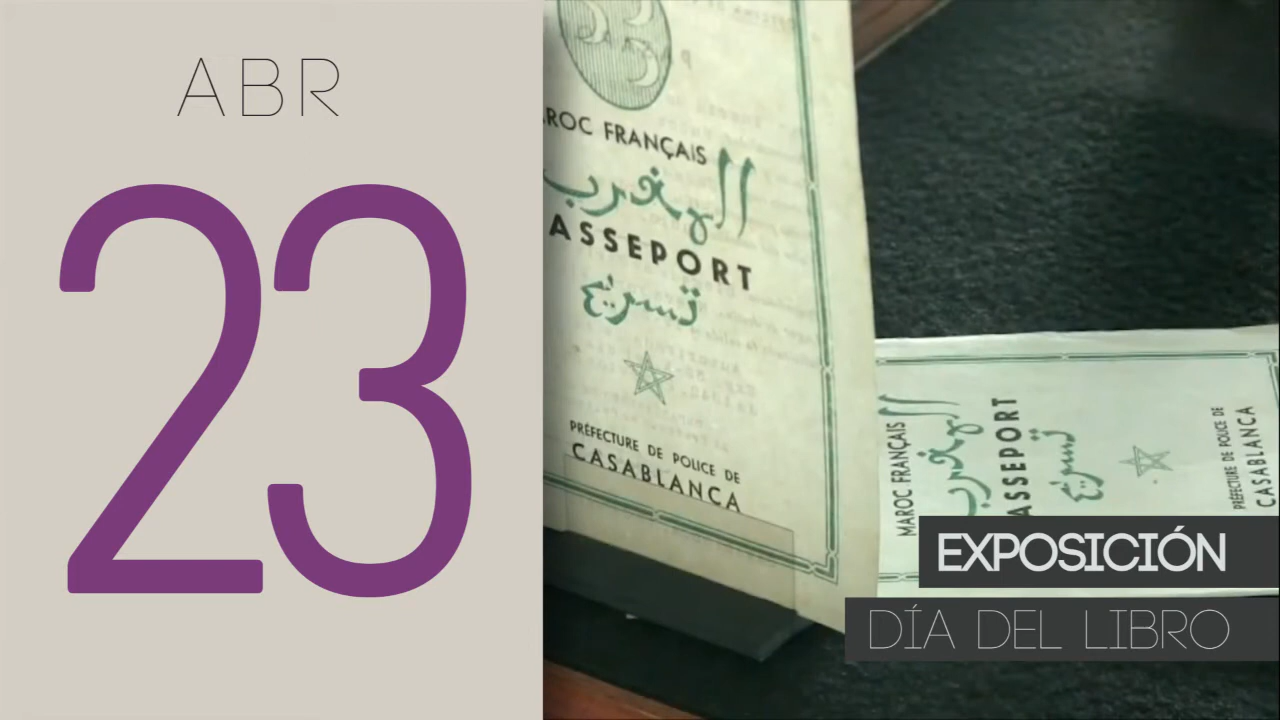 ABR
23
AROC FRANÇAIS
المغرب
ASSEPORT
تسريح
PRÉFECTURE DE POLICE DE
CASABLANCA
MAROC FRANÇAIS
المغرب
ASSEPORT
تسريح
PRÉFECTURE DE POLICE DE
CASABLANCA
EXPOSICIÓN
DÍA DEL LIBRO